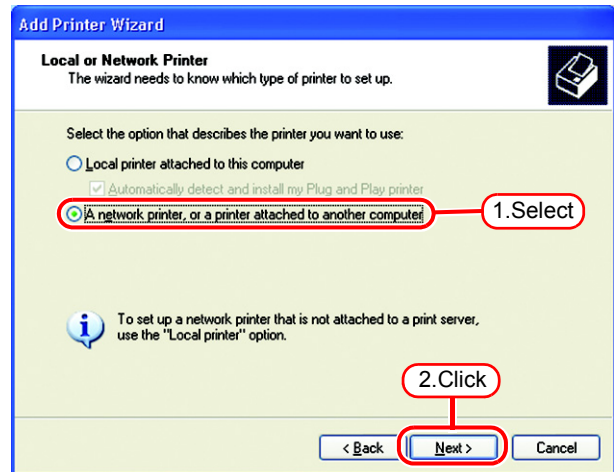 Add Printer Wizard
Local or Network Printer
The wizard needs to know which type of printer to set up.
Select the option that describes the printer you want to use:
Local printer attached to this computer
Automatically detect and install my Plug and Play printer
A network printer, or a printer attached to another computer
1.Select
To set up a network printer that is not attached to a print server,
use the "Local printer" option.
2.Click
< Back
Next >
Cancel